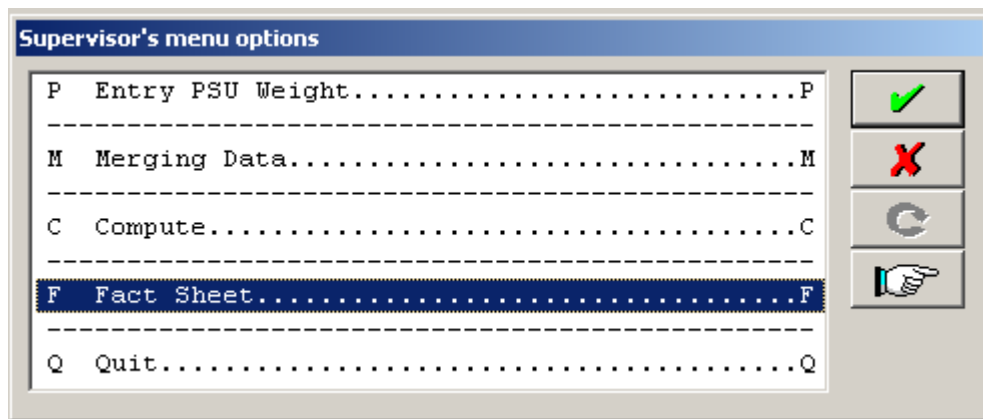 Supervisor's menu options
P  Entry PSU Weight............................P
------------------------------------------------
M  Merging Data................................M
------------------------------------------------
C  Compute.....................................C
------------------------------------------------
F  Fact Sheet..................................F
------------------------------------------------
Q  Quit........................................Q